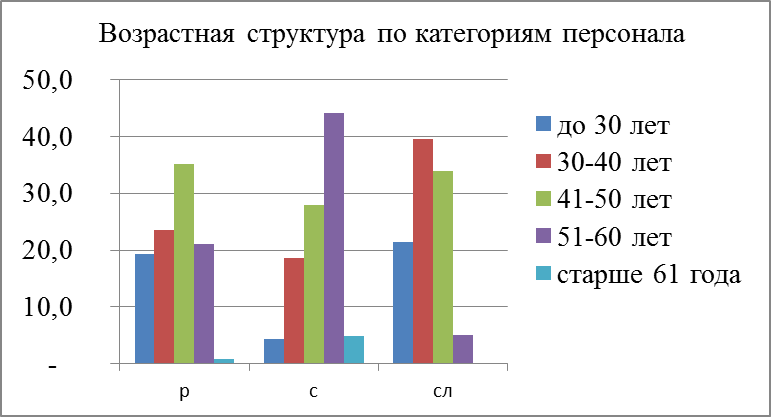 Возрастная структура по категориям персонала
50,0
40,0
30,0
20,0
10,0
-
р
с
сл
до 30 лет
30-40 лет
41-50 лет
51-60 лет
старше 61 года